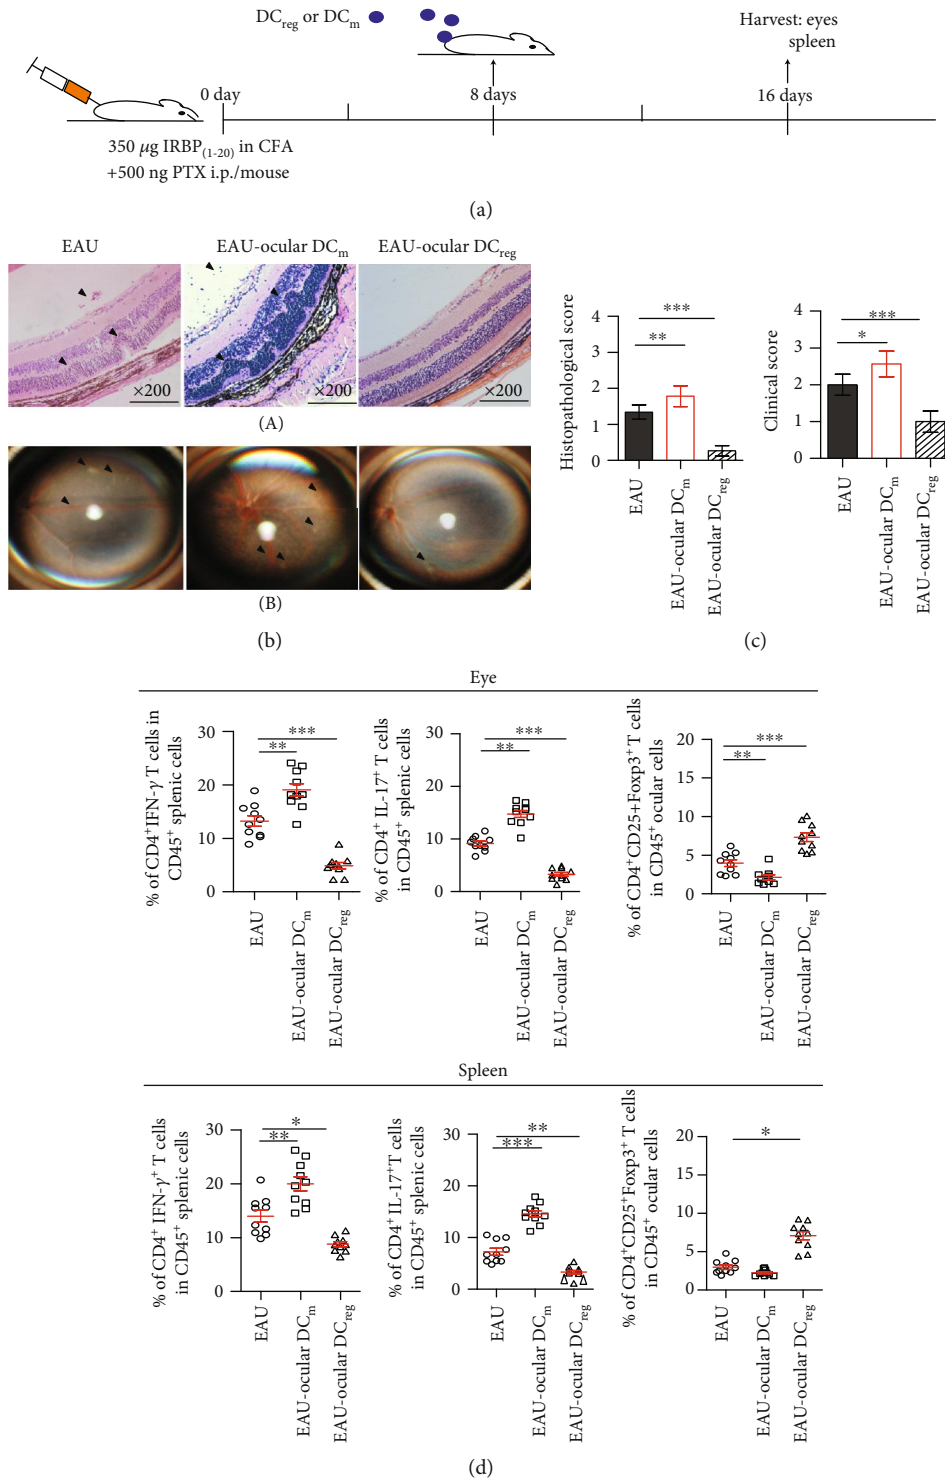 DCreg or DCm
Harvest: eyes
spleen
0 day
8 days
16 days
350 μg IRBP(1-20) in CFA
+500 ng PTX i.p./mouse
(a)
EAU
EAU-ocular DCm
EAU-ocular DCreg
×200
×200
×200
(A)
(B)
(b)
Histopathological score
4
3
2
1
0
***
**
EAU
EAU-ocular DCm
EAU-ocular DCreg
Clinical score
4
3
2
1
0
***
*
EAU
EAU-ocular DCm
EAU-ocular DCreg
(c)
Eye
% of CD4+IFN-γ T cells in
CD45+ splenic cells
30
20
10
0
***
**
EAU
EAU-ocular DCm
EAU-ocular DCreg
% of CD4+ IL-17+ T cells
in CD45+ splenic cells
30
20
10
0
***
**
EAU
EAU-ocular DCm
EAU-ocular DCreg
% of CD4+CD25+Foxp3+ T cells
in CD45+ ocular cells
20
15
10
5
0
***
**
EAU
EAU-ocular DCm
EAU-ocular DCreg
Spleen
% of CD4+ IFN-γ+ T cells
in CD45+ splenic cells
30
20
10
0
*
**
EAU
EAU-ocular DCm
EAU-ocular DCreg
% of CD4+ IL-17+T cells
in CD45+ splenic cells
30
20
10
0
**
***
EAU
EAU-ocular DCm
EAU-ocular DCreg
% of CD4+CD25+Foxp3+ T cells
in CD45+ ocular cells
20
15
10
5
0
*
EAU
EAU-ocular DCm
EAU-ocular DCreg
(d)